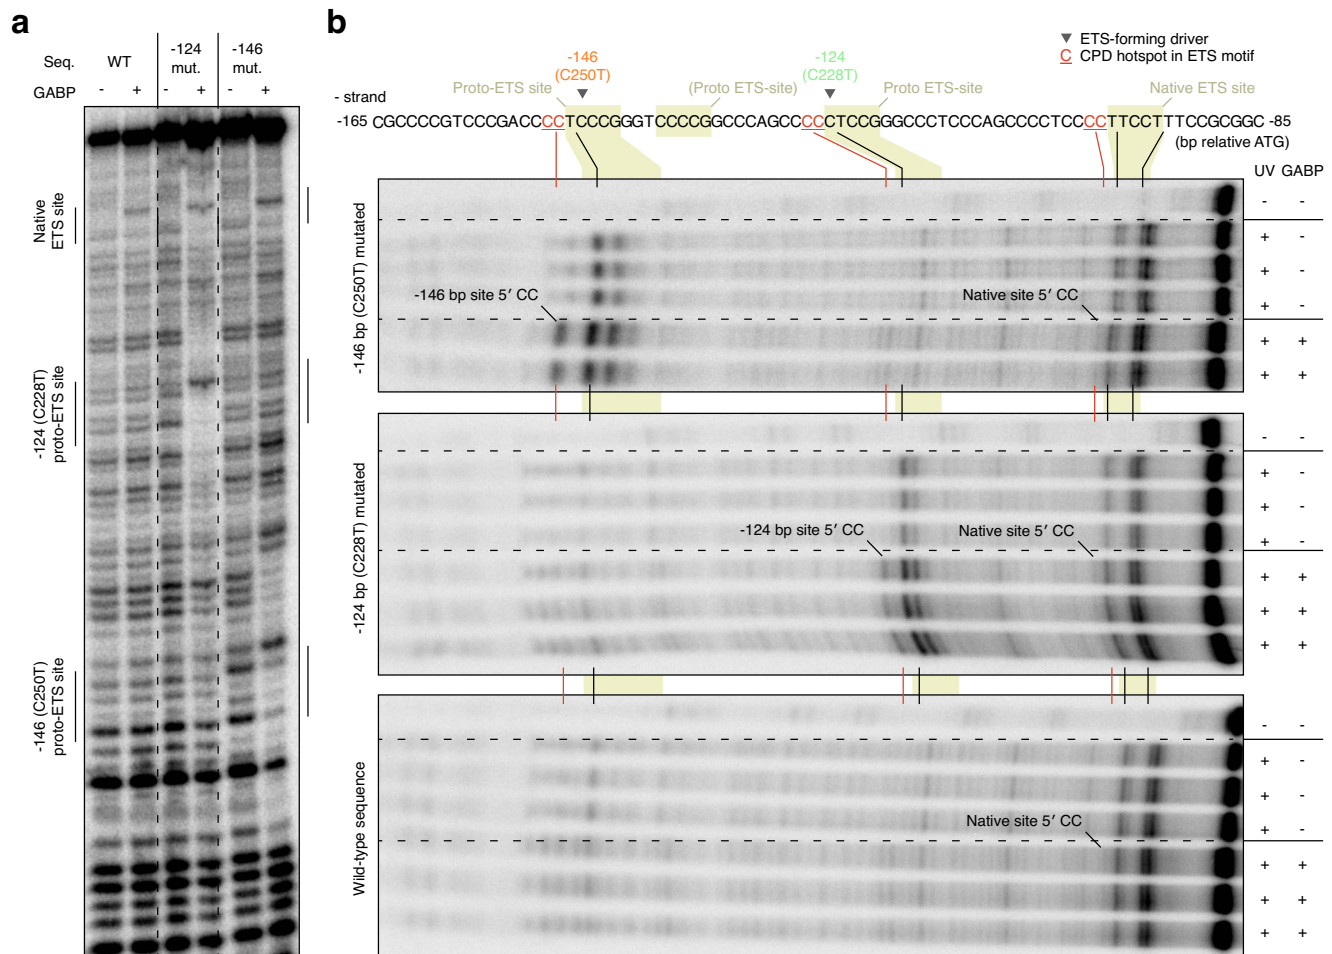 a
Seq.
WT
-124
mut.
-146
mut.
GABP
- + - + - +
Native
ETS site
-124 (C228T)
proto-ETS site
-146 (C250T)
proto-ETS site
b
ETS-forming driver
C CPD hotspot in ETS motif
-146
(C250T)
-124
(C228T)
Proto-ETS site
(Proto ETS-site)
Proto ETS-site
Native ETS site
- strand
-165 CGCCCCGTCCCGACCCCTCCCGGGTCCCCGGCCCAGCCCCCTCCGGGCCCTCCCAGCCCCTCCCCTTCCTTTCCGCGGC -85
(bp relative ATG)
UV GABP
-146 bp (C250T) mutated
- -
+ -
+ -
+ -
+ +
+ +
-146 bp site 5′ CC
Native site 5′ CC
-124 bp (C228T) mutated
- -
+ -
+ -
+ -
+ +
+ +
+ +
-124 bp site 5′ CC
Native site 5′ CC
Wild-type sequence
- -
+ -
+ -
+ -
+ +
+ +
+ +
Native site 5′ CC